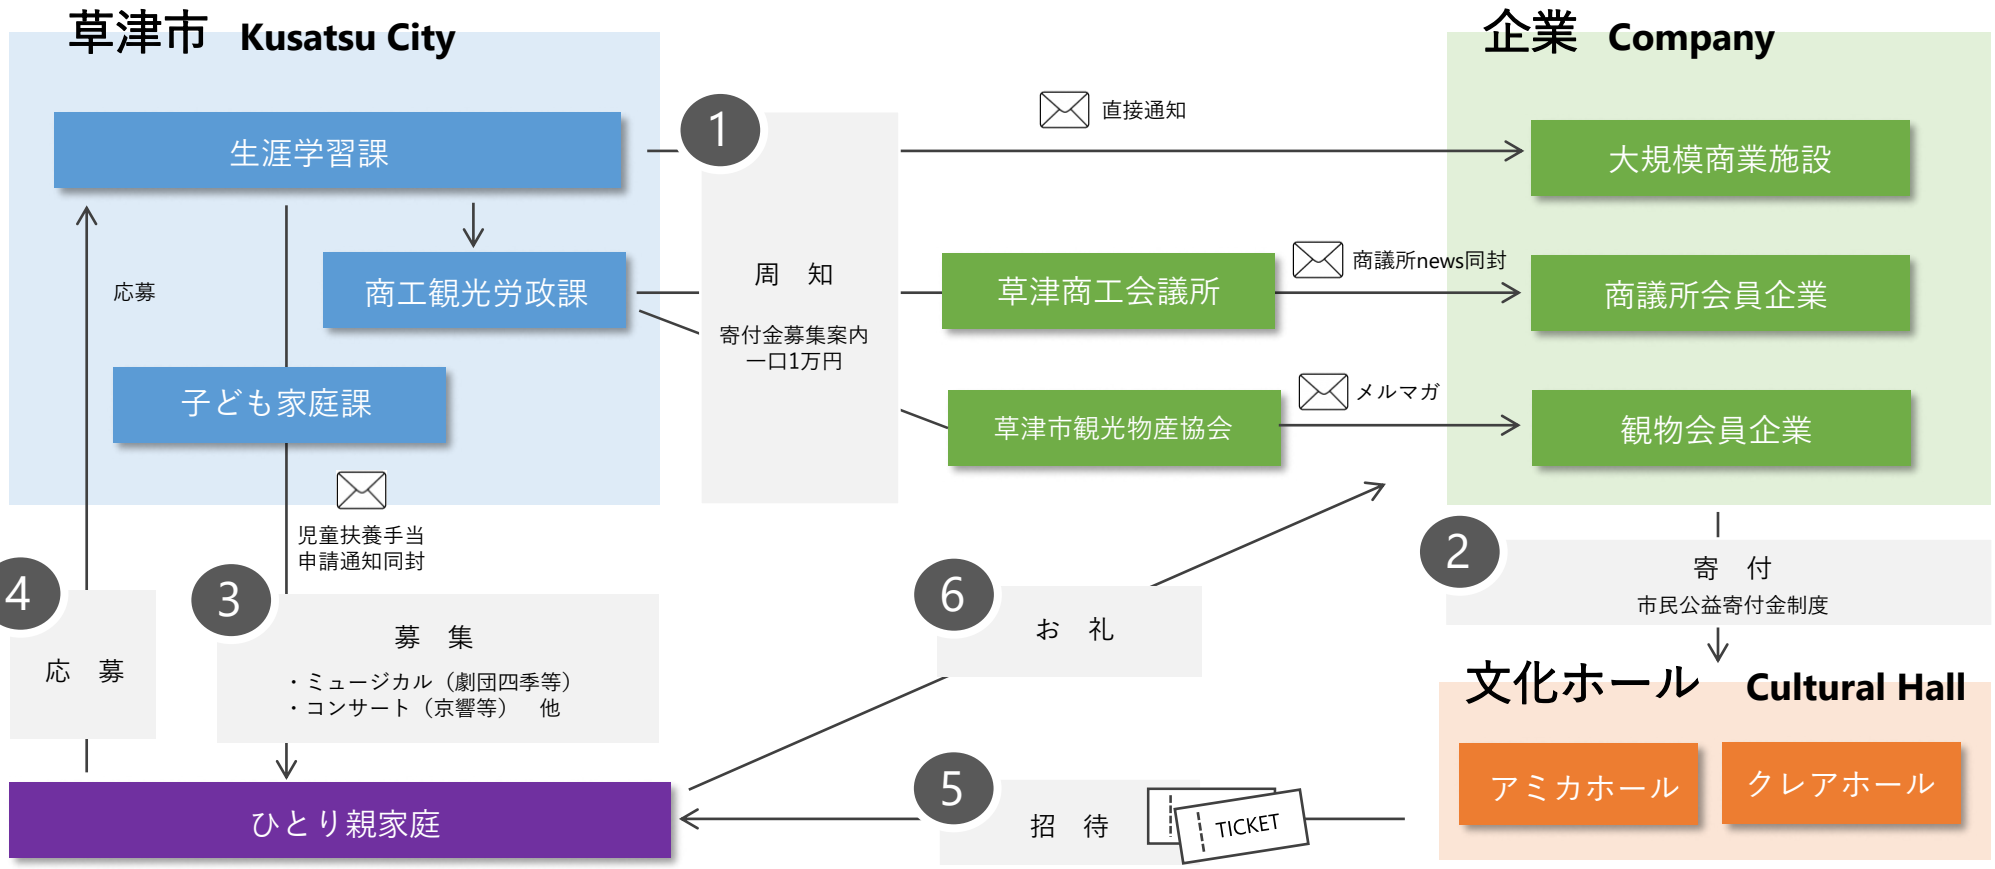 草津市 Kusatsu City
企業 Company
生涯学習課
1
直接通知
大規模商業施設
商工観光労政課
周 知
寄付金募集案内
一口1万円
草津商工会議所
商議所news同封
商議所会員企業
応募
子ども家庭課
草津市観光物産協会
メルマガ
観物会員企業
児童扶養手当
申請通知同封
2
寄 付
市民公益寄付金制度
4
応 募
3
募 集
・ミュージカル（劇団四季等）
・コンサート（京響等） 他
6
お 礼
文化ホール Cultural Hall
アミカホール
クレアホール
5
招 待
TICKET
ひとり親家庭